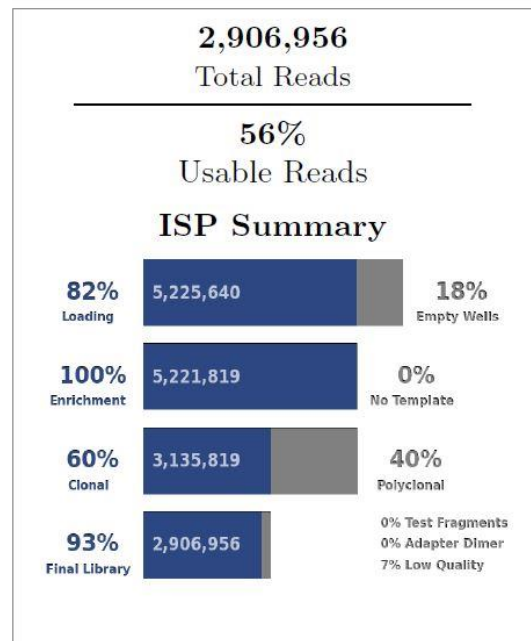 2,906,956
Total Reads
56%
Usable Reads
ISP Summary
82%
Loading
5,225,640
18%
Empty Wells
100%
Enrichment
5,221,819
0%
No Template
60%
Clonal
3,135,819
40%
Polyclonal
93%
Final Library
2,906,956
0% Test Fragments
0% Adapter Dimer
7% Low Quality